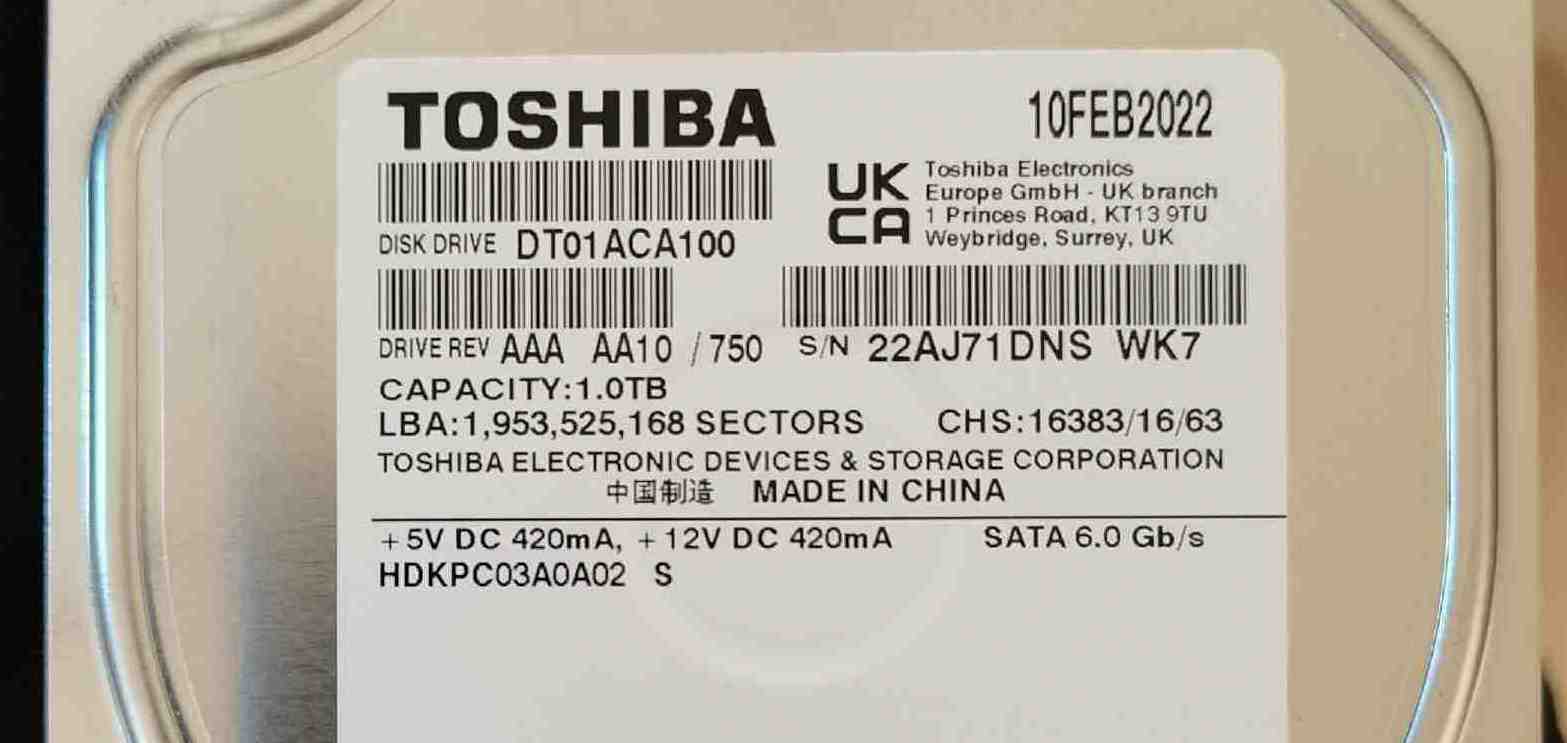 TOSHIBA
10FEB2022
UK
CA
Toshiba Electronics
Europe GmbH - UK branch
1 Princes Road, KT13 9TU
Weybridge, Surrey, UK
DISK DRIVE DT01ACA100
DRIVE REV AAA AA10 / 750
S/N 22AJ71DNS WK7
CAPACITY:1.0TB
LBA:1,953,525,168 SECTORS CHS:16383/16/63
TOSHIBA ELECTRONIC DEVICES & STORAGE CORPORATION
中国制造 MADE IN CHINA
+5V DC 420mA, +12V DC 420mA SATA 6.0 Gb/s
HDKPC03A0A02 S